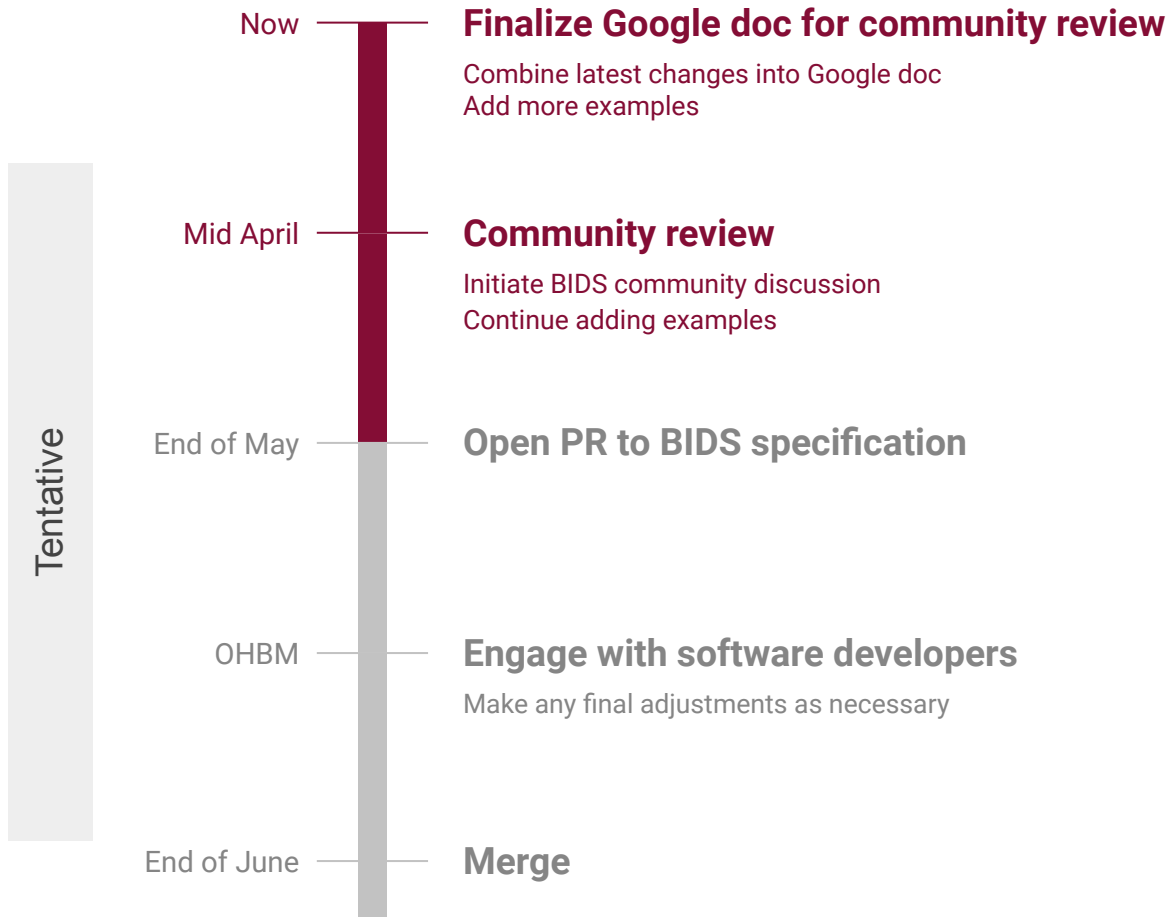 Now
Finalize Google doc for community review
Combine latest changes into Google doc
Add more examples
Tentative
Mid April
Community review
Initiate BIDS community discussion
Continue adding examples
End of May
Open PR to BIDS specification
OHBM
Engage with software developers
Make any final adjustments as necessary
End of June
Merge